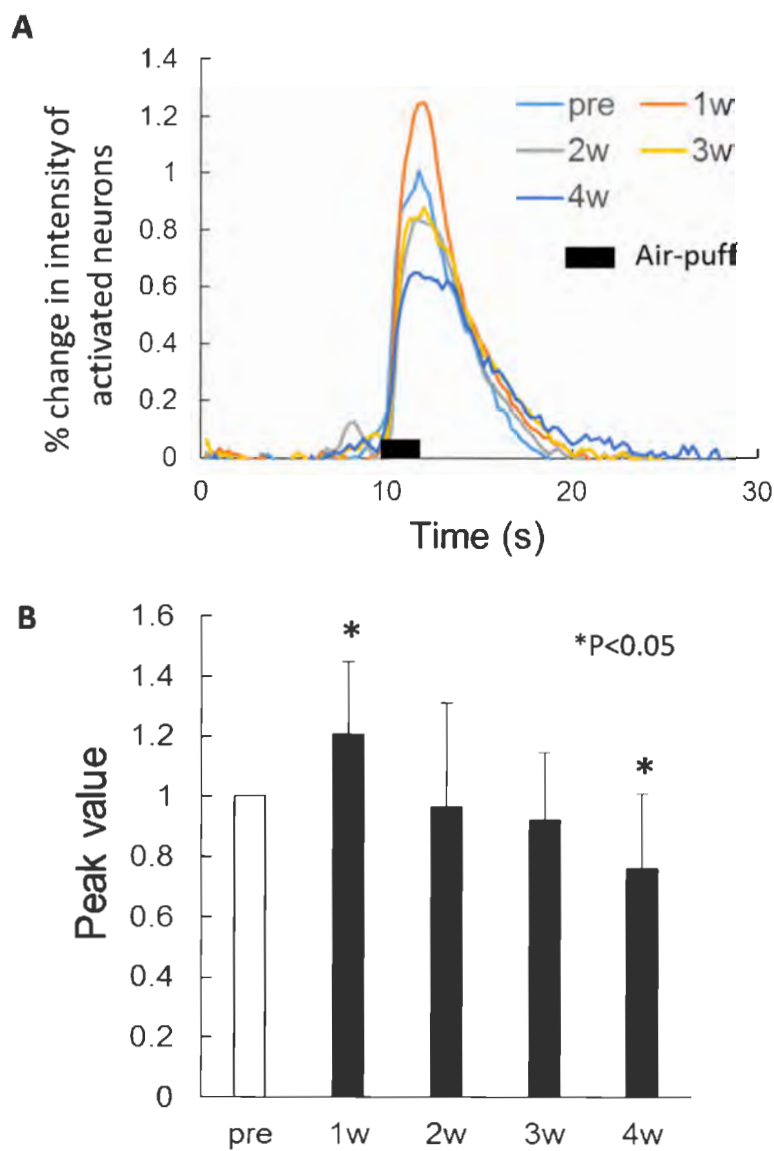 A
% change in intensity of
activated neurons
1.4
1.2
1
0.8
0.6
0.4
0.2
0
0 10 20 30
Time (s)
pre 1w
2w 3w
4w
Air-puff
B
Peak value
1.6
1.4
1.2
1
0.8
0.6
0.4
0.2
0
*
*
*P<0.05
pre 1w 2w 3w 4w